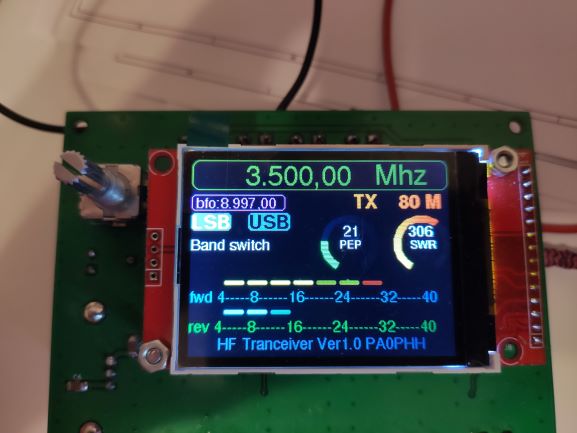 3.500,00 Mhz
bfo:8.997.00 TX 80 M
LSB USB
21
PEP
306
SWR
Band switch
fwd 4-----8------16------24------32------40
rev 4-----8------16------24------32------40
HF Tranceiver Ver1.0 PA0PHH